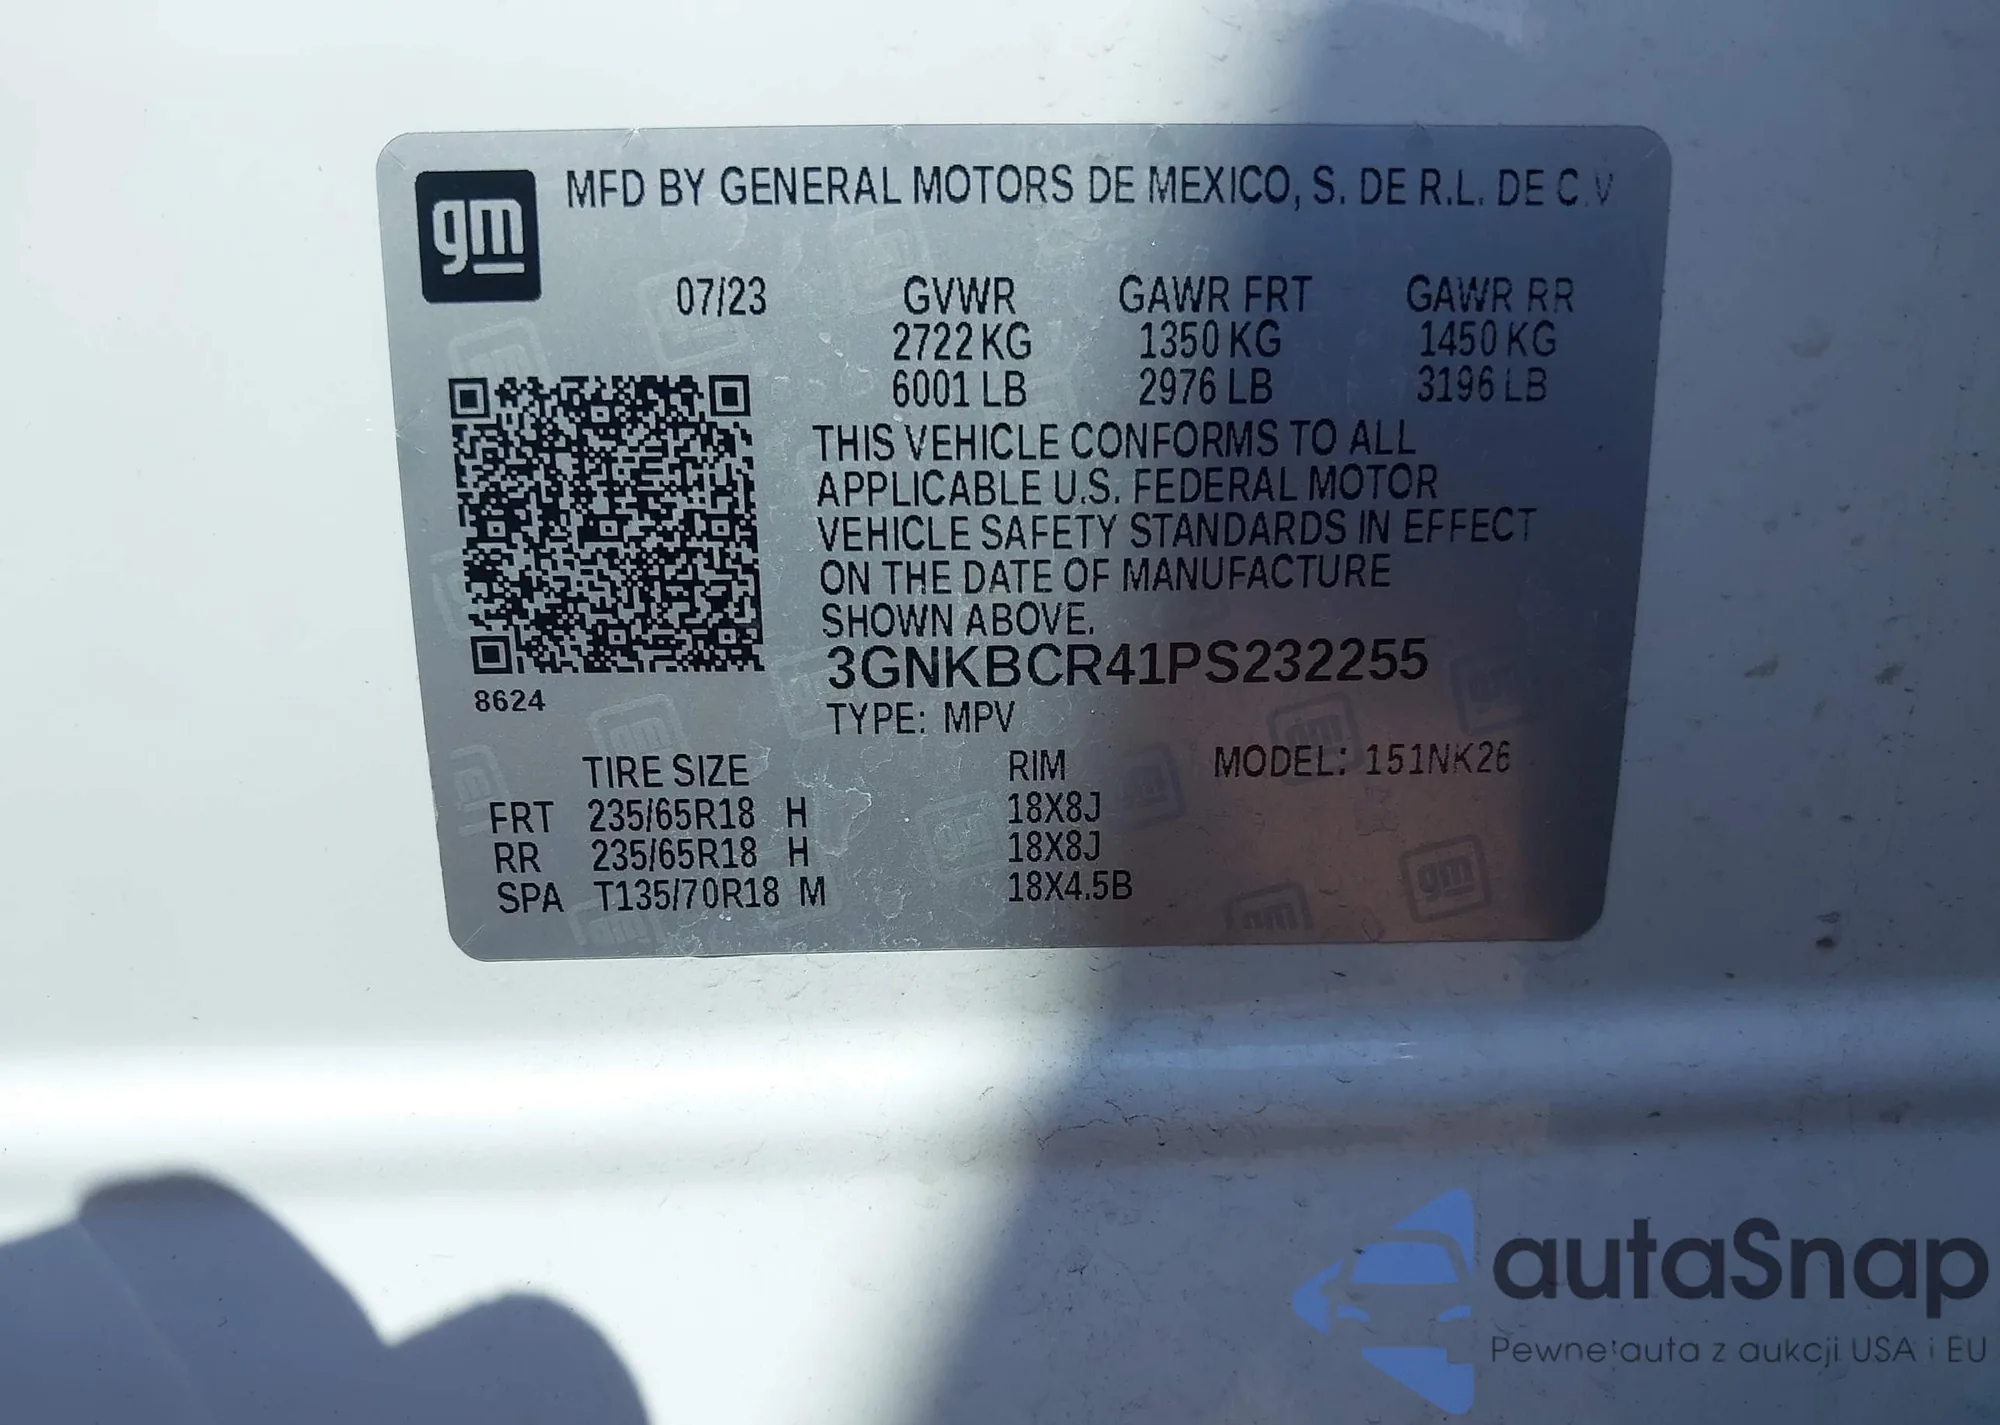 gm
MFD BY GENERAL MOTORS DE MEXICO, S. DE R.L. DE C.V
07/23 GVWR GAWR FRT GAWR RR
2722 KG 1350 KG 1450 KG
6001 LB 2976 LB 3196 LB
THIS VEHICLE CONFORMS TO ALL
APPLICABLE U.S. FEDERAL MOTOR
VEHICLE SAFETY STANDARDS IN EFFECT
ON THE DATE OF MANUFACTURE
SHOWN ABOVE.
3GNKBCR41PS232255
8624
TYPE: MPV
TIRE SIZE RIM MODEL: 151NK26
FRT 235/65R18 H 18X8J
RR 235/65R18 H 18X8J
SPA T135/70R18 M 18X4.5B
autaSnap
Pewne auta z aukcji USA i EU